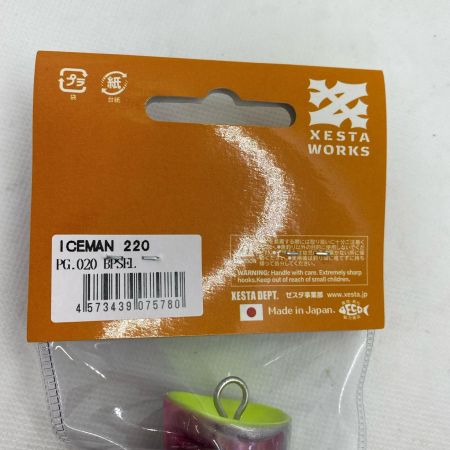 プラ
袋
紙
台紙
XESTA
WORKS
ICEMAN 220
PG.020 BPSEL
4 573439 075780
WARNING: Handle with care. Extremely sharp
hooks.Keep out of reach of small children.
XESTA DEPT. ゼスタ事業部 www.xesta.jp
Made in Japan.